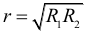 r = √R₁R₂